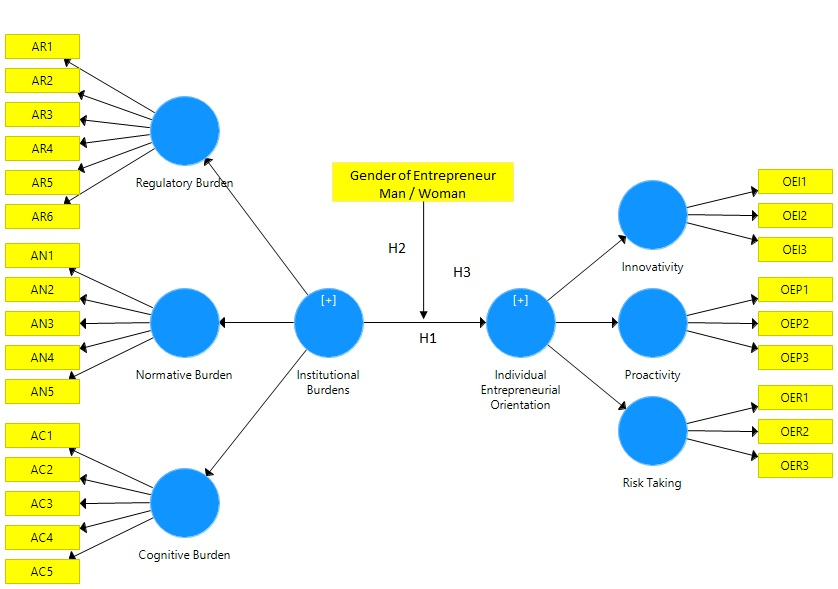 AR1
AR2
AR3
AR4
AR5
AR6
Regulatory Burden
AN1
AN2
AN3
AN4
AN5
Normative Burden
AC1
AC2
AC3
AC4
AC5
Cognitive Burden
[+]
Institutional
Burdens
Gender of Entrepreneur
Man / Woman
H2
H3
H1
[+]
Individual
Entrepreneurial
Orientation
Innovativity
OEI1
OEI2
OEI3
Proactivity
OEP1
OEP2
OEP3
Risk Taking
OER1
OER2
OER3